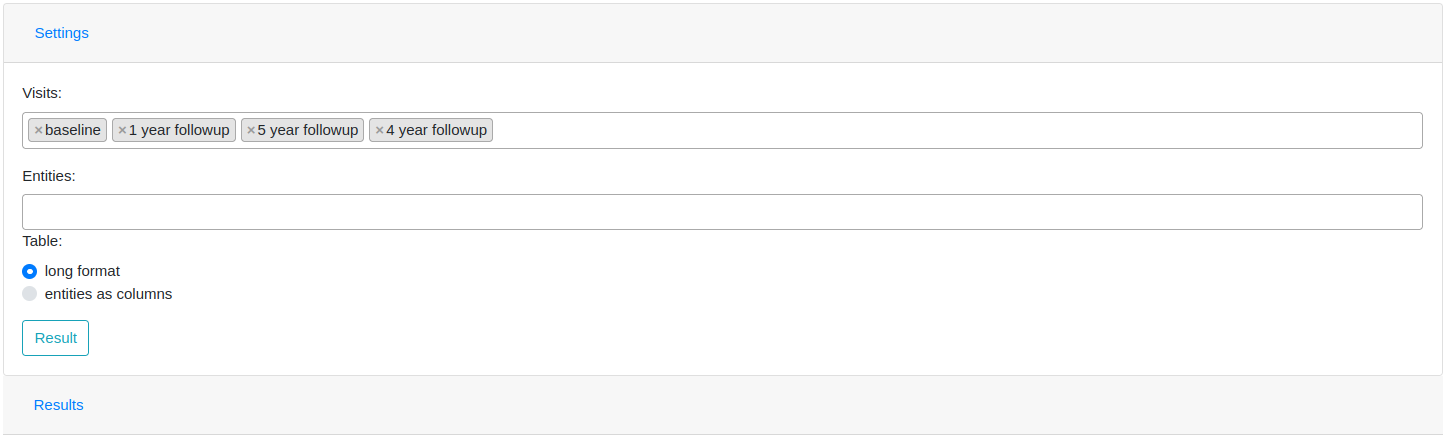 Settings
Visits:
×baseline ×1 year followup ×5 year followup ×4 year followup
Entities:
Table:
long format
entities as columns
Result
Results